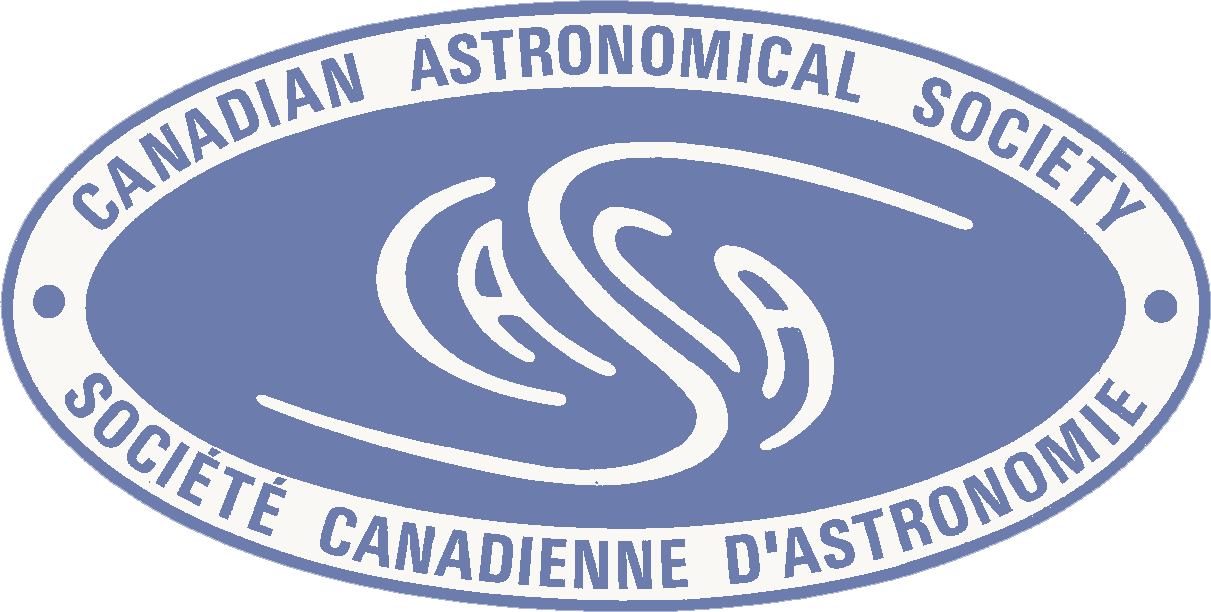 CANADIAN ASTRONOMICAL SOCIETY
CASCA
SOCIÉTÉ CANADIENNE D'ASTRONOMIE